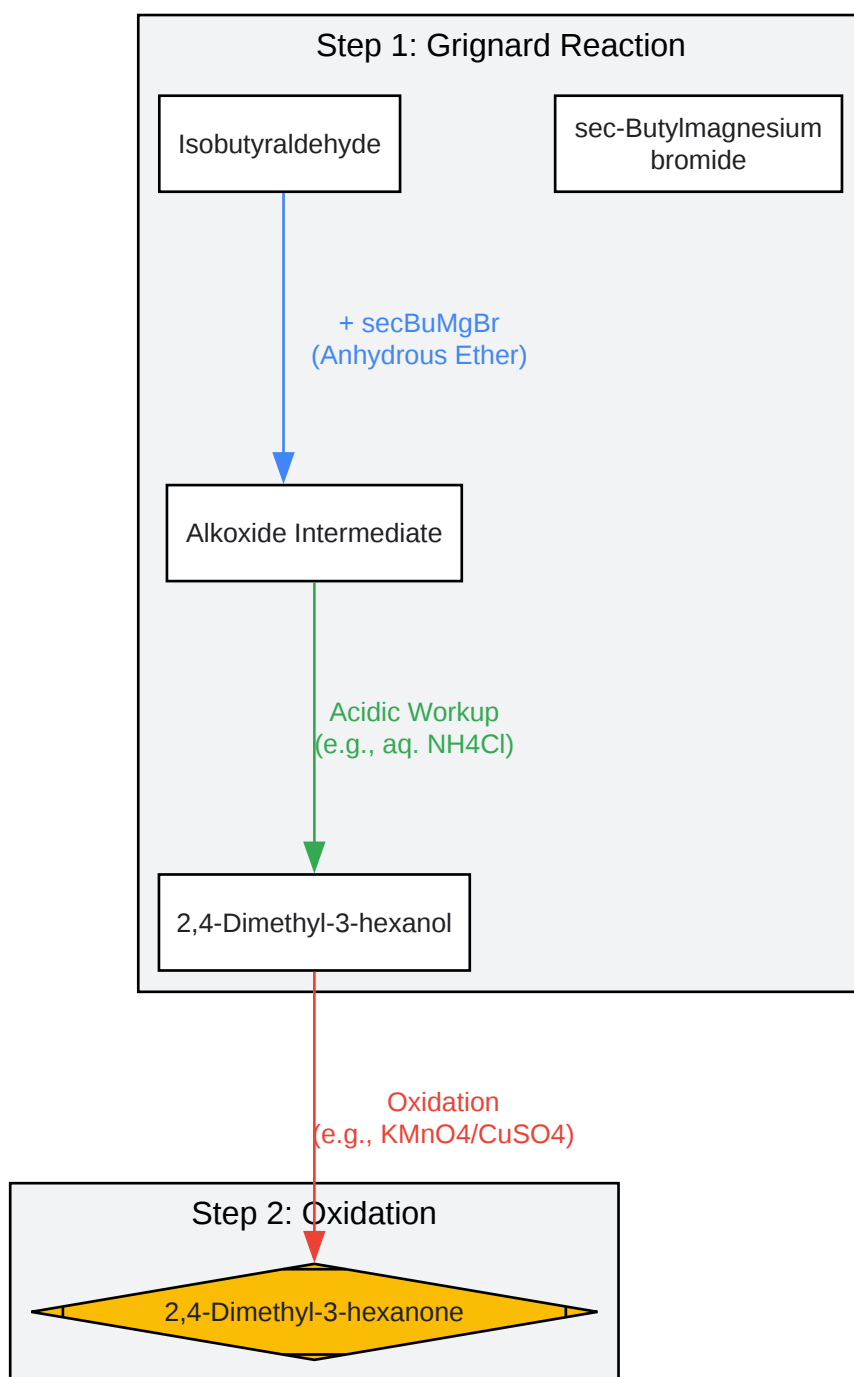 Step 1: Grignard Reaction
Isobutyraldehyde
sec-Butylmagnesium
bromide
+ secBuMgBr
(Anhydrous Ether)
Alkoxide Intermediate
Acidic Workup
(e.g., aq. NH4Cl)
2,4-Dimethyl-3-hexanol
Oxidation
(e.g., KMnO4/CuSO4)
Step 2: Oxidation
2,4-Dimethyl-3-hexanone